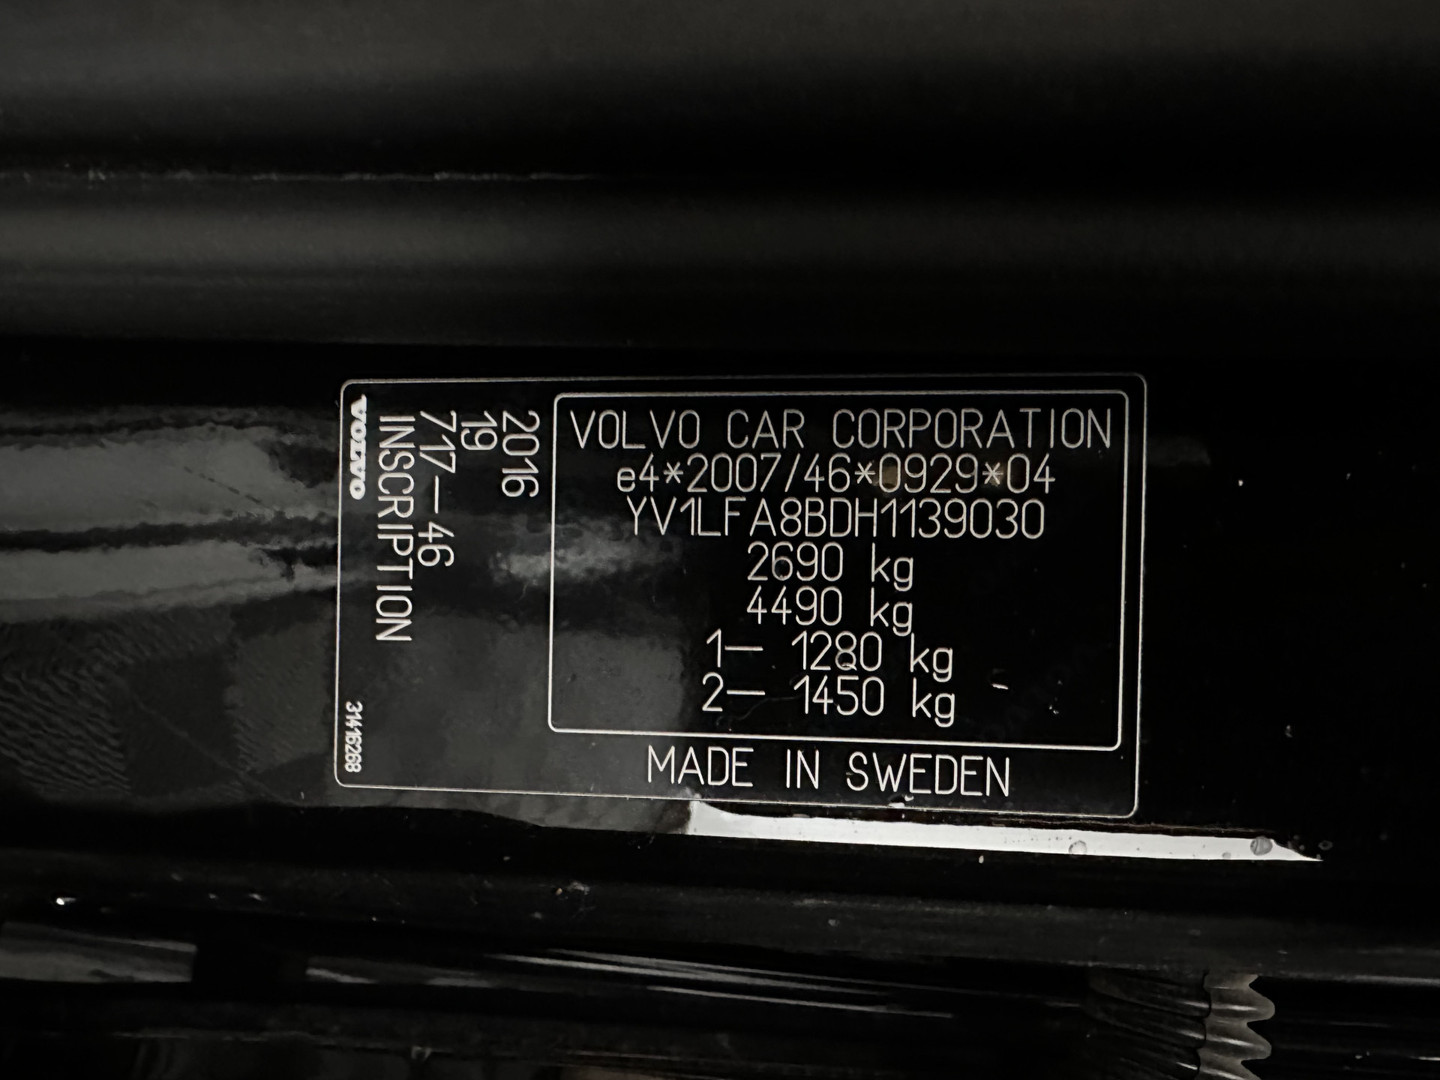 VOLVO CAR CORPORATION
e4*2007/46*0929*04
YV1LFA8BDH1139030
2690 kg
4490 kg
1— 1280 kg
2— 1450 kg
MADE IN SWEDEN
2016
19
717—46
INSCRIPTION
VOLVO
31416268